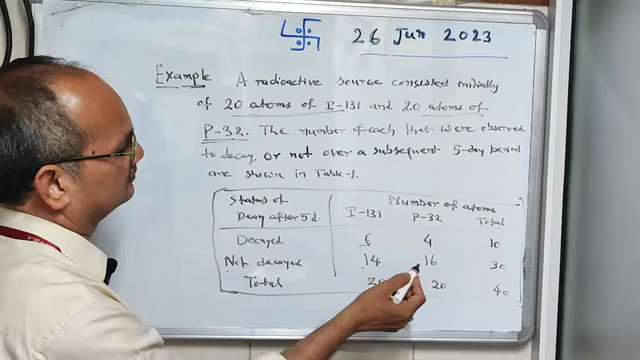 26 Jun 2023
Example A radioactive source consisted initially
of 20 atoms of I-131 and 20 atoms of
P-32. The number of each that were observed
to decay or not over a subsequent 5-day period
are shown in Table-1.
Status of Number of atoms
Decay after 5d I-131 P-32 Total
Decayed 6 4 10
Not decayed 14 16 30
Total 20 20 40